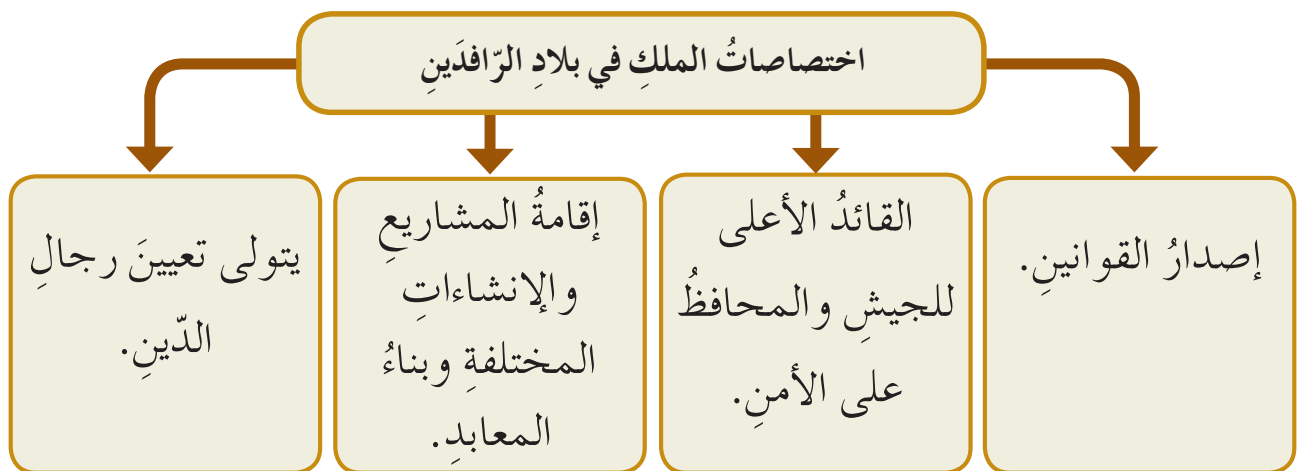 اختصاصاتُ الملكِ في بلادِ الرّافدَينِ
إصدارُ القوانينِ.
القائدُ الأعلى
للجيشِ والمحافظُ
على الأمنِ.
إقامةُ المشاريعِ
والإنشاءاتِ
المختلفةِ وبناءُ
المعابدِ.
يتولى تعيينَ رجالِ
الدّينِ.